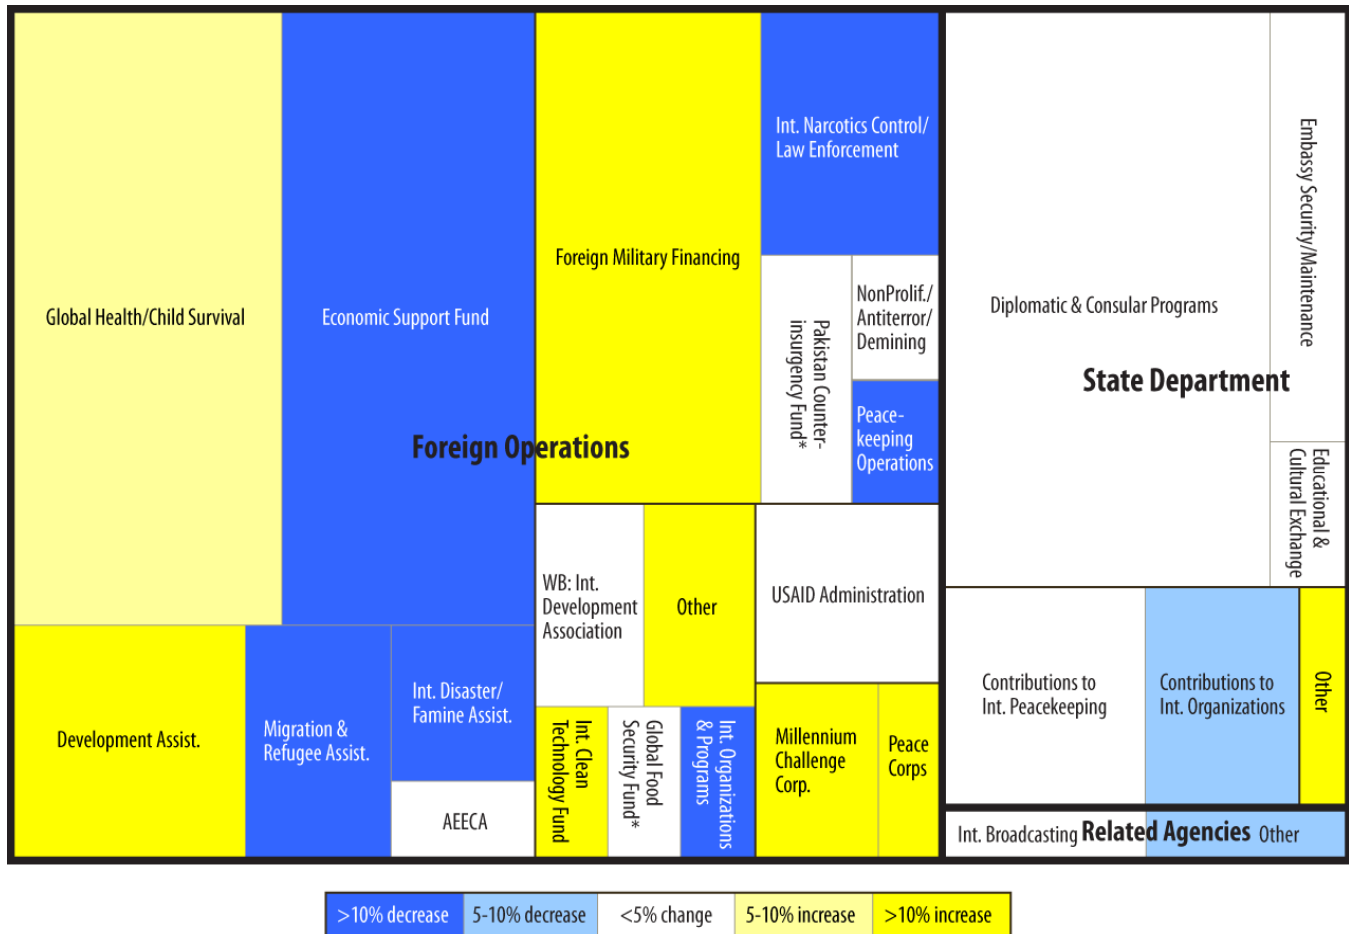 Global Health/Child Survival
Economic Support Fund
Foreign Military Financing
Int. Narcotics Control/
Law Enforcement
Pakistan Counter-
insurgency Fund*
NonProlif./
Antiterror/
Demining
Peace-
keeping
Operations
Foreign Operations
Development Assist.
Migration &
Refugee Assist.
Int. Disaster/
Famine Assist.
AEECA
WB: Int.
Development
Association
Other
USAID Administration
Int. Clean
Technology Fund
Global Food
Security Fund*
Int. Organizations
& Programs
Millennium
Challenge
Corp.
Peace
Corps
Diplomatic & Consular Programs
Embassy Security/Maintenance
State Department
Educational &
Cultural Exchange
Contributions to
Int. Peacekeeping
Contributions to
Int. Organizations
Other
Int. Broadcasting
Related Agencies
Other
>10% decrease
5-10% decrease
<5% change
5-10% increase
>10% increase